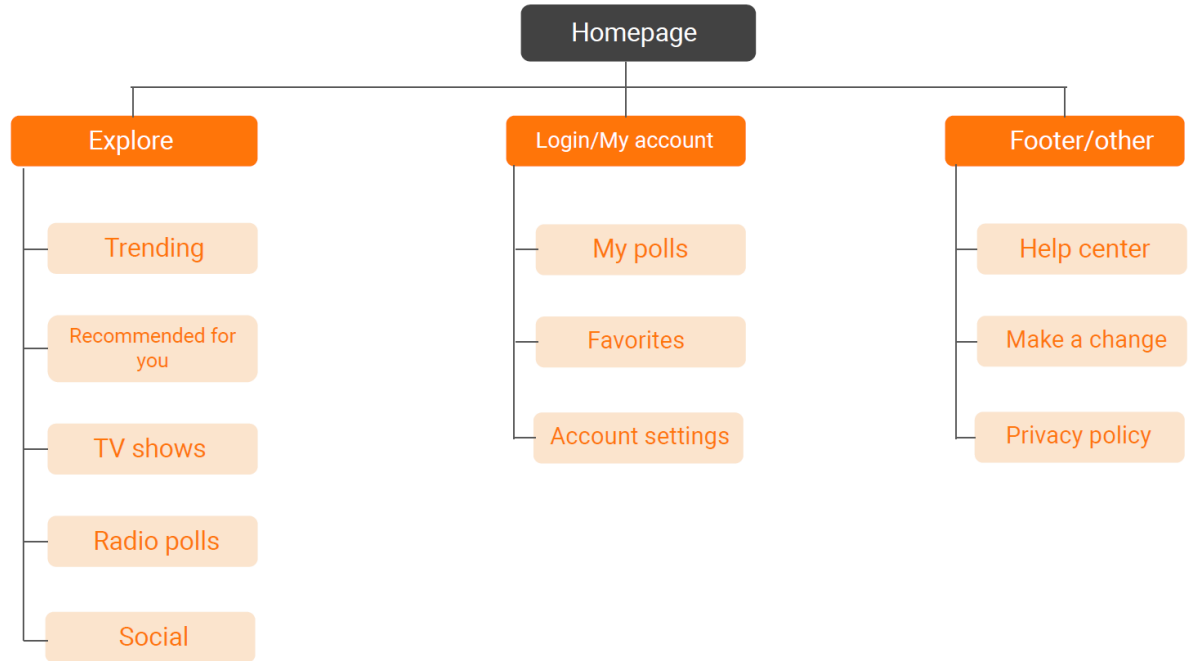 Homepage
Explore
Login/My account
Footer/other
Trending
Recommended for
you
TV shows
Radio polls
Social
My polls
Favorites
Account settings
Help center
Make a change
Privacy policy